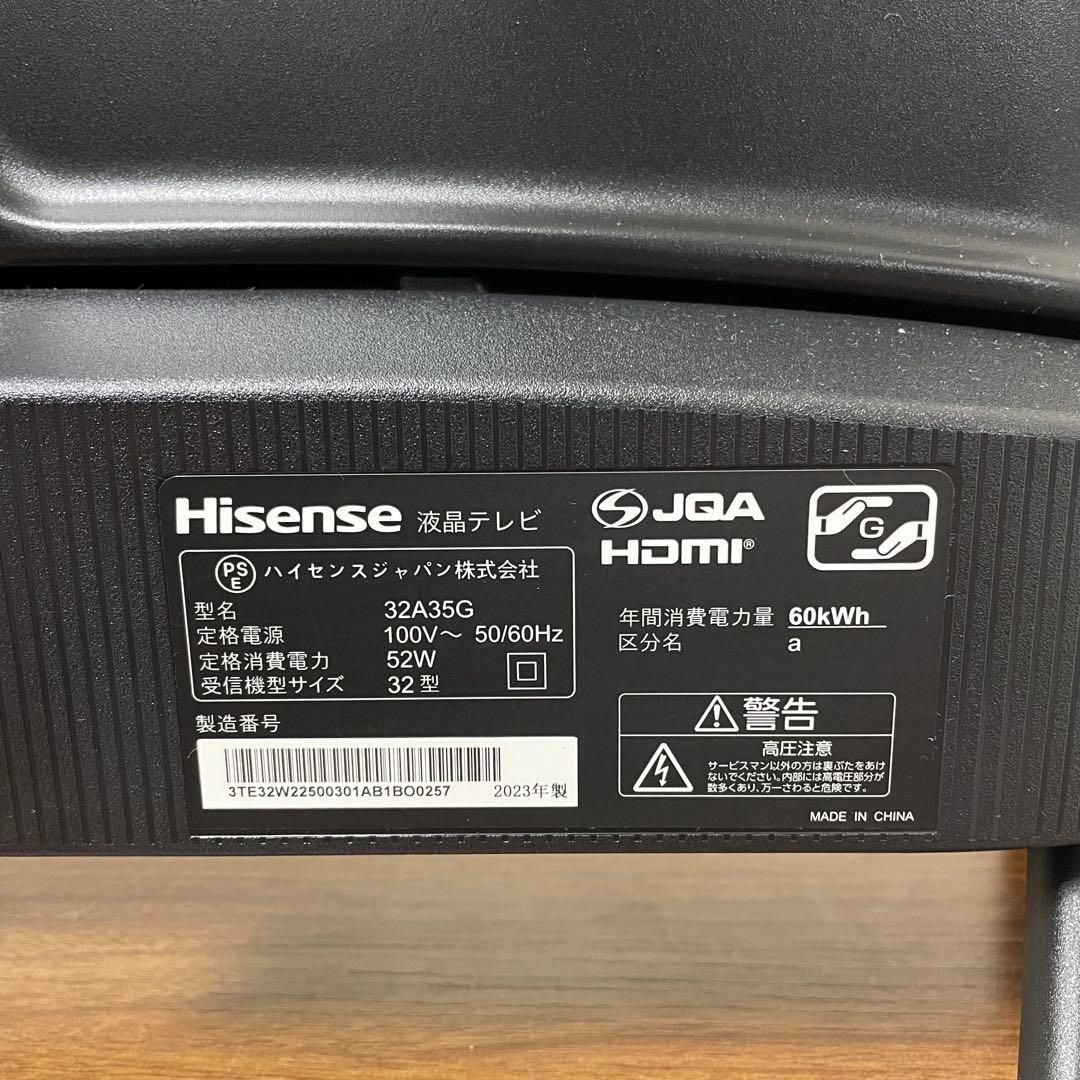 Hisense 液晶テレビ
PS
E
ハイセンスジャパン株式会社
型名 32A35G
定格電源 100V～ 50/60Hz
定格消費電力 52W
受信機型サイズ 32型
製造番号
3TE32W22500301AB1BO0257 2023年製
JQA
HDMI®
G
年間消費電力量 60kWh
区分名 a
警告
高圧注意
サービスマン以外の方は裏ぶたをあけ
ないでください。内部には高電圧部分が
数多くあり、万一さわると危険です。
MADE IN CHINA